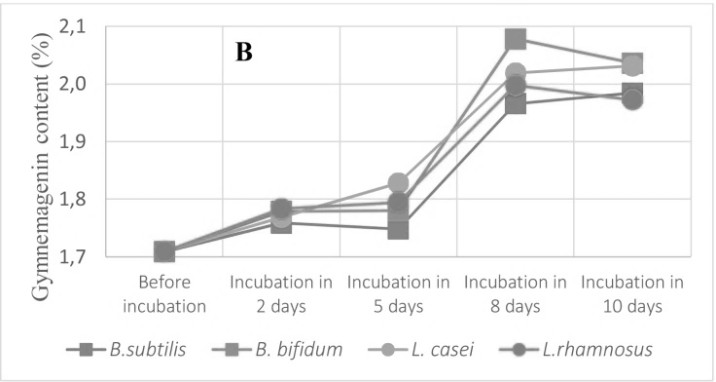 B
Gymnemagenin content (%)
2,1
2,0
1,9
1,8
1,7
Before incubation
Incubation in 2 days
Incubation in 5 days
Incubation in 8 days
Incubation in 10 days
B.subtilis
B. bifidum
L. casei
L.rhamnosus